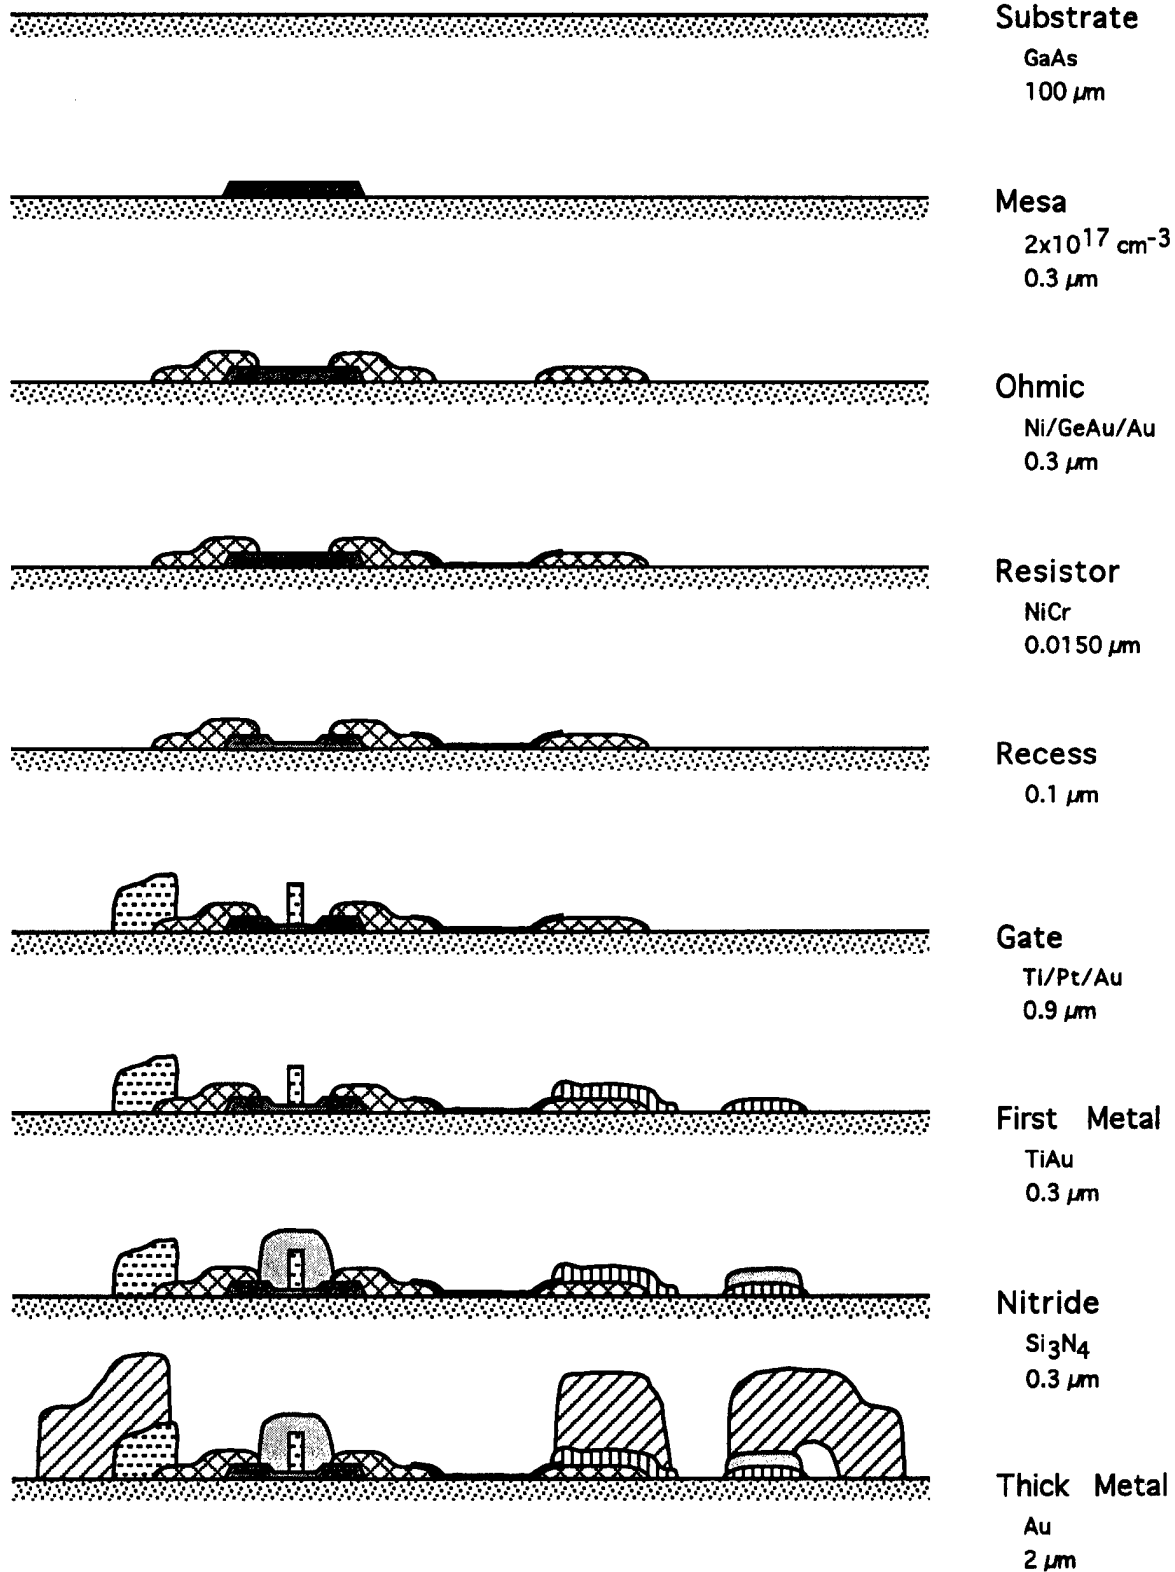 Substrate
GaAs
100 μm
Mesa
2x10¹⁷ cm⁻³
0.3 μm
Ohmic
Ni/GeAu/Au
0.3 μm
Resistor
NiCr
0.0150 μm
Recess
0.1 μm
Gate
Ti/Pt/Au
0.9 μm
First Metal
TiAu
0.3 μm
Nitride
Si₃N₄
0.3 μm
Thick Metal
Au
2 μm